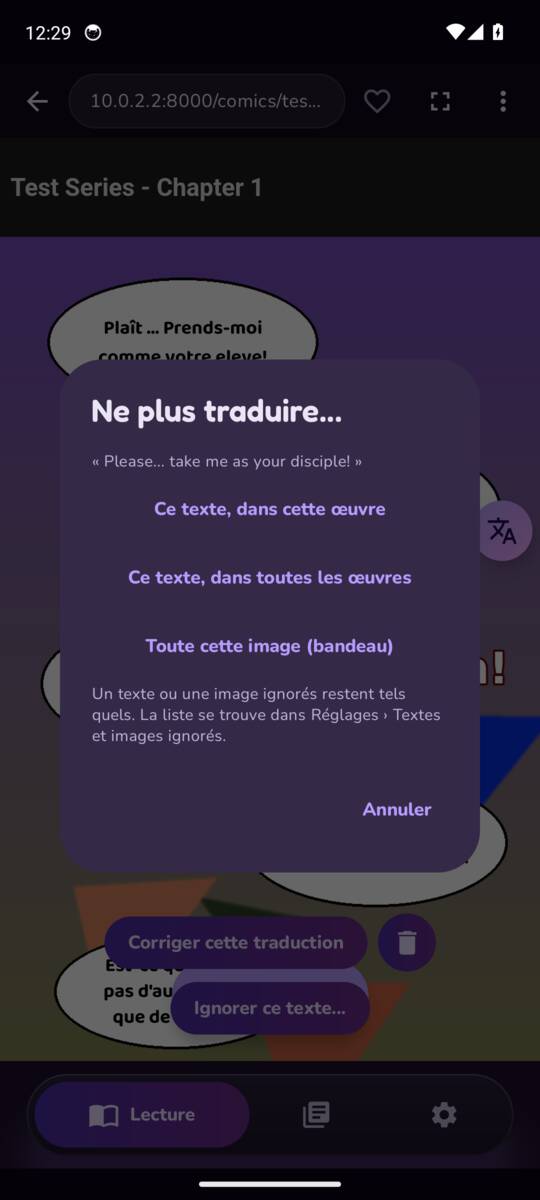 12:29
10.0.2.2:8000/comics/tes...
Test Series - Chapter 1
Plaît ... Prends-moi
comme votre eleve!
Ne plus traduire...
« Please... take me as your disciple! »
Ce texte, dans cette œuvre
Ce texte, dans toutes les œuvres
Toute cette image (bandeau)
Un texte ou une image ignorés restent tels
quels. La liste se trouve dans Réglages › Textes
et images ignorés.
Annuler
Corriger cette traduction
pas d'au
que de
Ignorer ce texte...
Lecture